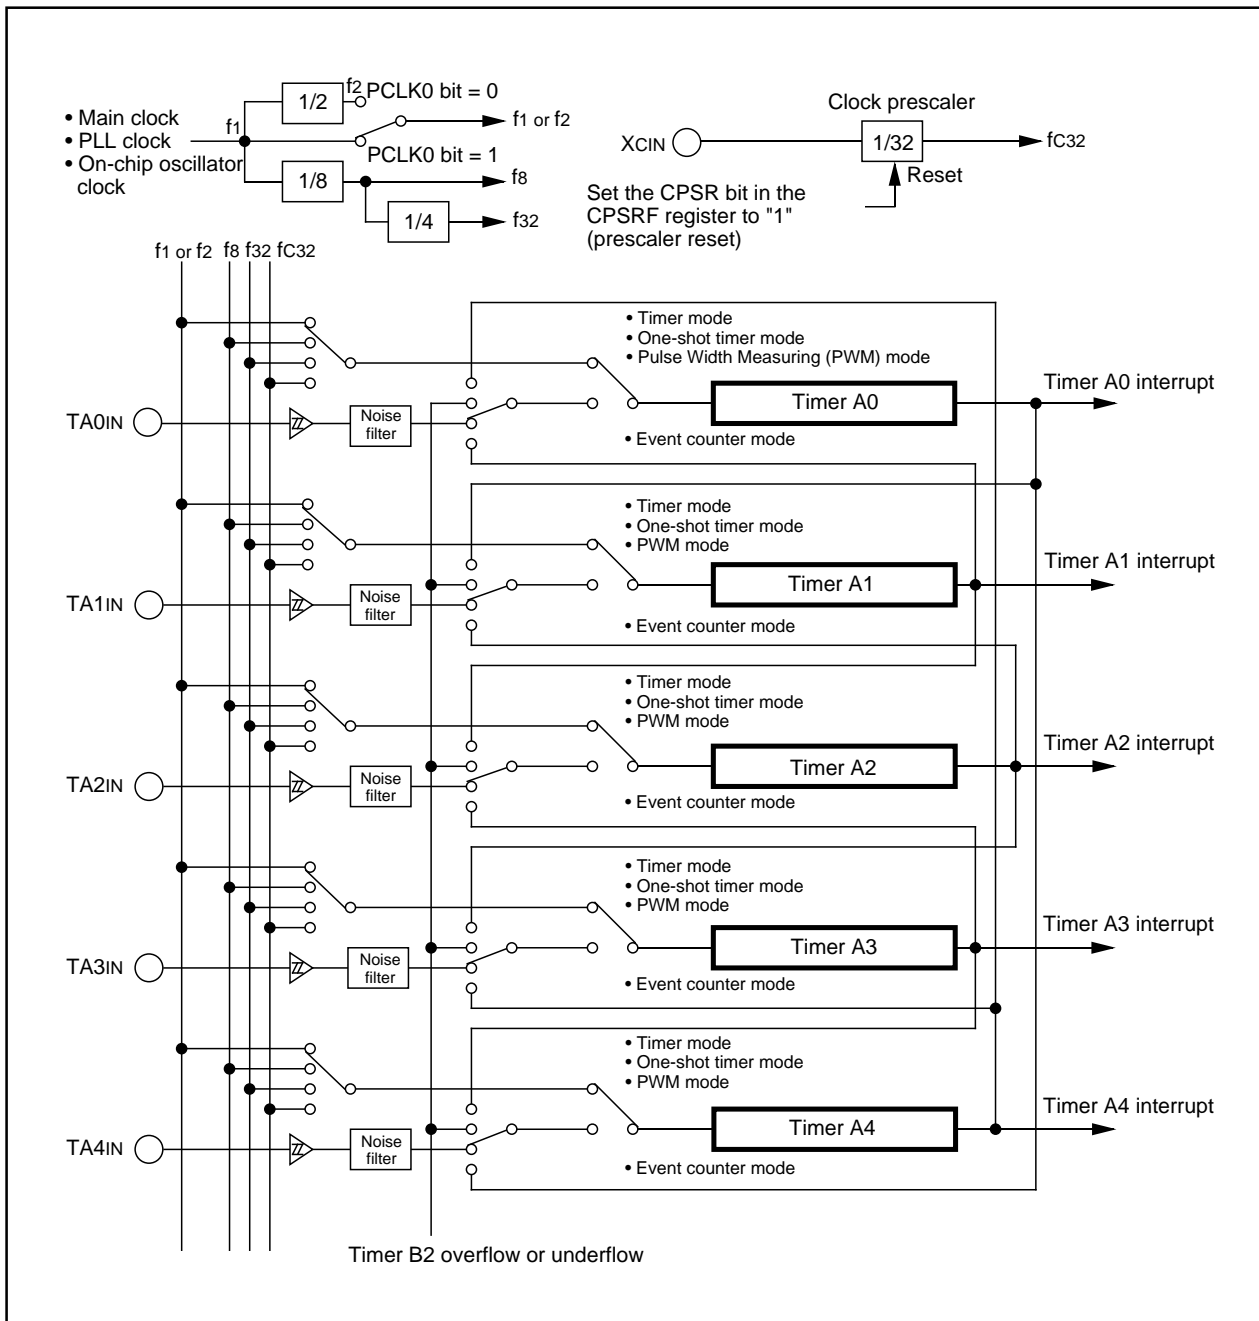 f2
PCLK0 bit = 0
1/2
• Main clock
• PLL clock
• On-chip oscillator
clock
f1
f1 or f2
PCLK0 bit = 1
1/8
f8
1/4
f32
Clock prescaler
XCIN
1/32
fC32
Reset
Set the CPSR bit in the
CPSRF register to "1"
(prescaler reset)
f1 or f2 f8 f32 fC32
• Timer mode
• One-shot timer mode
• Pulse Width Measuring (PWM) mode
Timer A0 interrupt
Timer A0
TA0IN
Noise
filter
• Event counter mode
• Timer mode
• One-shot timer mode
• PWM mode
Timer A1 interrupt
Timer A1
TA1IN
Noise
filter
• Event counter mode
• Timer mode
• One-shot timer mode
• PWM mode
Timer A2 interrupt
Timer A2
TA2IN
Noise
filter
• Event counter mode
• Timer mode
• One-shot timer mode
• PWM mode
Timer A3 interrupt
Timer A3
TA3IN
Noise
filter
• Event counter mode
• Timer mode
• One-shot timer mode
• PWM mode
Timer A4 interrupt
Timer A4
TA4IN
Noise
filter
• Event counter mode
Timer B2 overflow or underflow